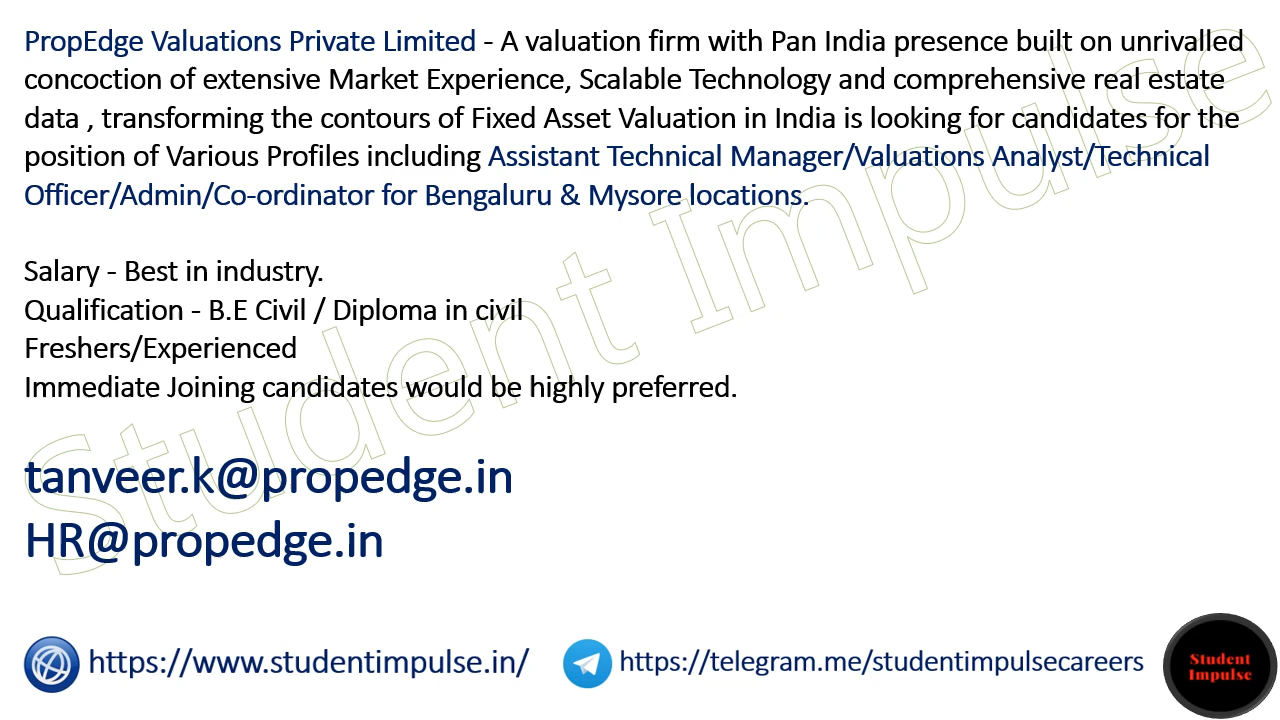 PropEdge Valuations Private Limited - A valuation firm with Pan India presence built on unrivalled
concoction of extensive Market Experience, Scalable Technology and comprehensive real estate
data , transforming the contours of Fixed Asset Valuation in India is looking for candidates for the
position of Various Profiles including Assistant Technical Manager/Valuations Analyst/Technical
Officer/Admin/Co-ordinator for Bengaluru & Mysore locations.
Salary - Best in industry.
Qualification - B.E Civil / Diploma in civil
Freshers/Experienced
Immediate Joining candidates would be highly preferred.
tanveer.k@propedge.in
HR@propedge.in
https://www.studentimpulse.in/
https://telegram.me/studentimpulsecareers
Student
Impulse
Student Impulse